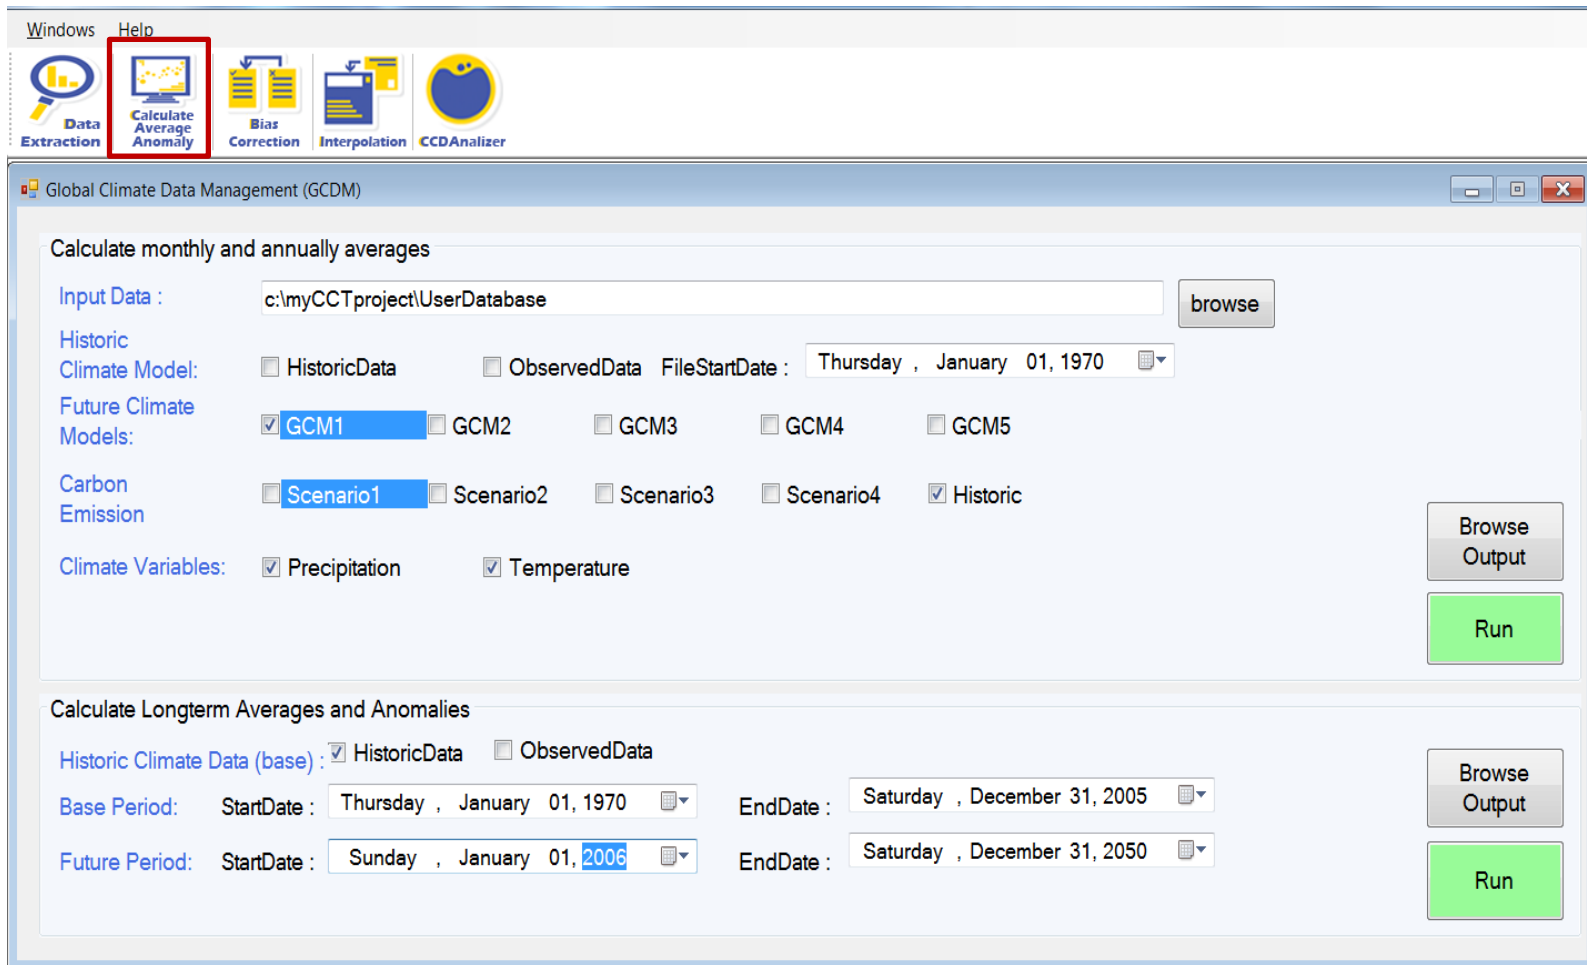 Windows Help
Data Extraction
Calculate Average Anomaly
Bias Correction
Interpolation
CCDAnalizer
Global Climate Data Management (GCDM)
Calculate monthly and annually averages
Input Data : c:\myCCTproject\UserDatabase browse
Historic
Climate Model: HistoricData ObservedData FileStartDate : Thursday , January 01, 1970
Future Climate
Models: GCM1 GCM2 GCM3 GCM4 GCM5
Carbon
Emission Scenario1 Scenario2 Scenario3 Scenario4 Historic
Climate Variables: Precipitation Temperature
Browse
Output
Run
Calculate Longterm Averages and Anomalies
Historic Climate Data (base) : HistoricData ObservedData
Base Period: StartDate : Thursday , January 01, 1970 EndDate : Saturday , December 31, 2005
Future Period: StartDate : Sunday , January 01, 2006 EndDate : Saturday , December 31, 2050
Browse
Output
Run